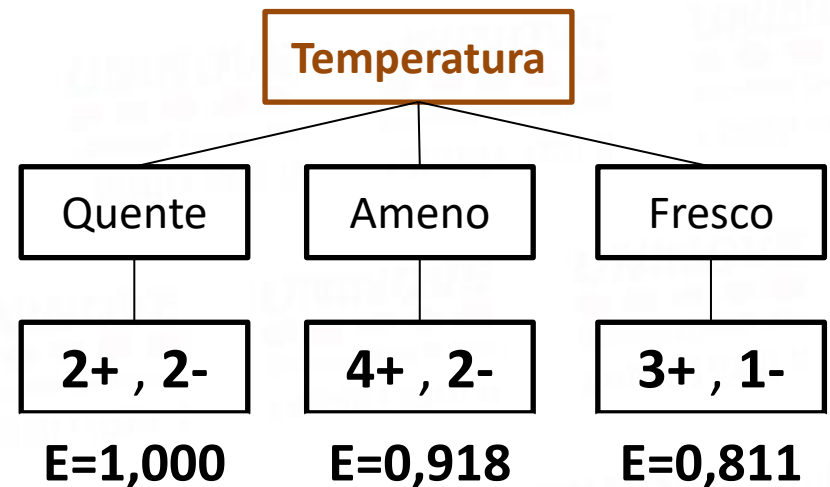 Temperatura
Quente Ameno Fresco
2+ , 2- 4+ , 2- 3+ , 1-
E=1,000 E=0,918 E=0,811